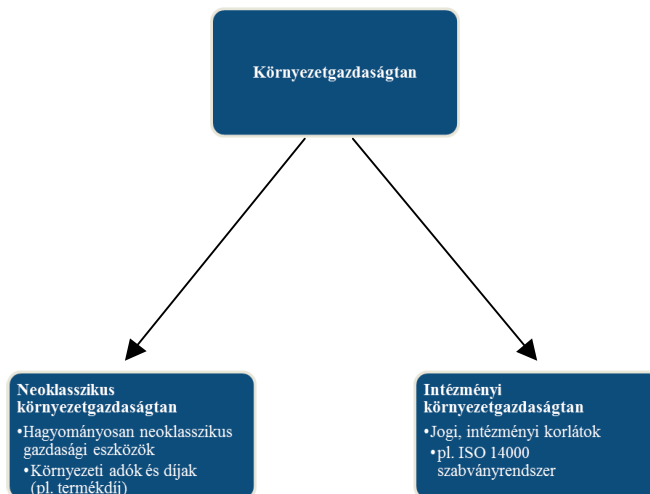 Környezetgazdaságtan
Neoklasszikus
környezetgazdaságtan
•Hagyományosan neoklasszikus
gazdasági eszközök
•Környezeti adók és díjak
(pl. termékdíj)
Intézményi
környezetgazdaságtan
•Jogi, intézményi korlátok
•pl. ISO 14000
szabványrendszer